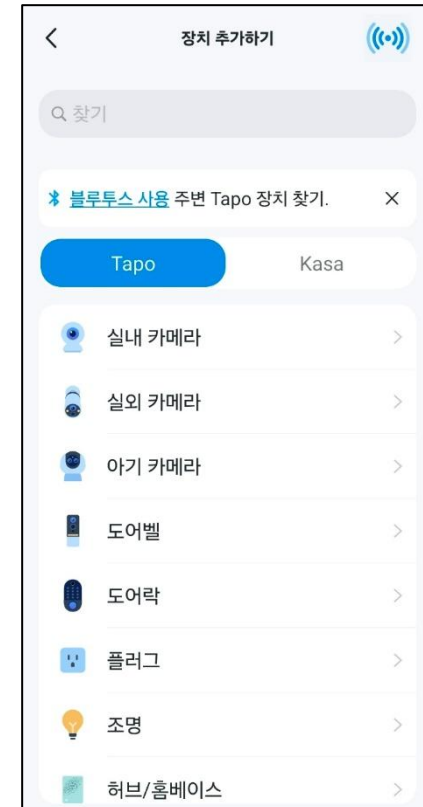 장치 추가하기
찾기
블루투스 사용 주변 Tapo 장치 찾기.
Tapo
Kasa
실내 카메라
실외 카메라
아기 카메라
도어벨
도어락
플러그
조명
허브/홈베이스